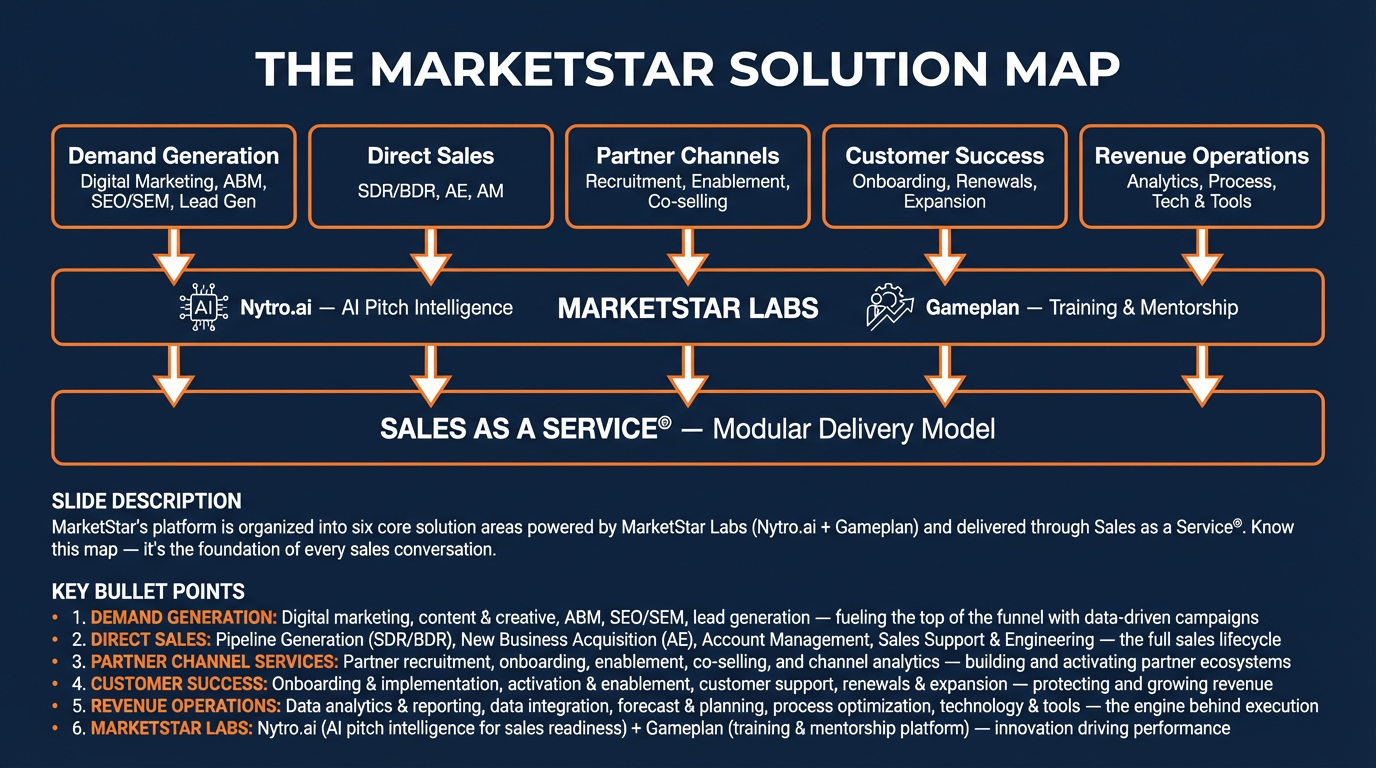 THE MARKETSTAR SOLUTION MAP
Demand Generation
Digital Marketing, ABM,
SEO/SEM, Lead Gen
Direct Sales
SDR/BDR, AE, AM
Partner Channels
Recruitment, Enablement,
Co-selling
Customer Success
Onboarding, Renewals,
Expansion
Revenue Operations
Analytics, Process,
Tech & Tools
AI
Nytro.ai — AI Pitch Intelligence
MARKETSTAR LABS
Gameplan — Training & Mentorship
SALES AS A SERVICE® — Modular Delivery Model
SLIDE DESCRIPTION
MarketStar's platform is organized into six core solution areas powered by MarketStar Labs (Nytro.ai + Gameplan) and delivered through Sales as a Service®. Know
this map — it's the foundation of every sales conversation.
KEY BULLET POINTS
• 1. DEMAND GENERATION: Digital marketing, content & creative, ABM, SEO/SEM, lead generation — fueling the top of the funnel with data-driven campaigns
• 2. DIRECT SALES: Pipeline Generation (SDR/BDR), New Business Acquisition (AE), Account Management, Sales Support & Engineering — the full sales lifecycle
• 3. PARTNER CHANNEL SERVICES: Partner recruitment, onboarding, enablement, co-selling, and channel analytics — building and activating partner ecosystems
• 4. CUSTOMER SUCCESS: Onboarding & implementation, activation & enablement, customer support, renewals & expansion — protecting and growing revenue
• 5. REVENUE OPERATIONS: Data analytics & reporting, data integration, forecast & planning, process optimization, technology & tools — the engine behind execution
• 6. MARKETSTAR LABS: Nytro.ai (AI pitch intelligence for sales readiness) + Gameplan (training & mentorship platform) — innovation driving performance